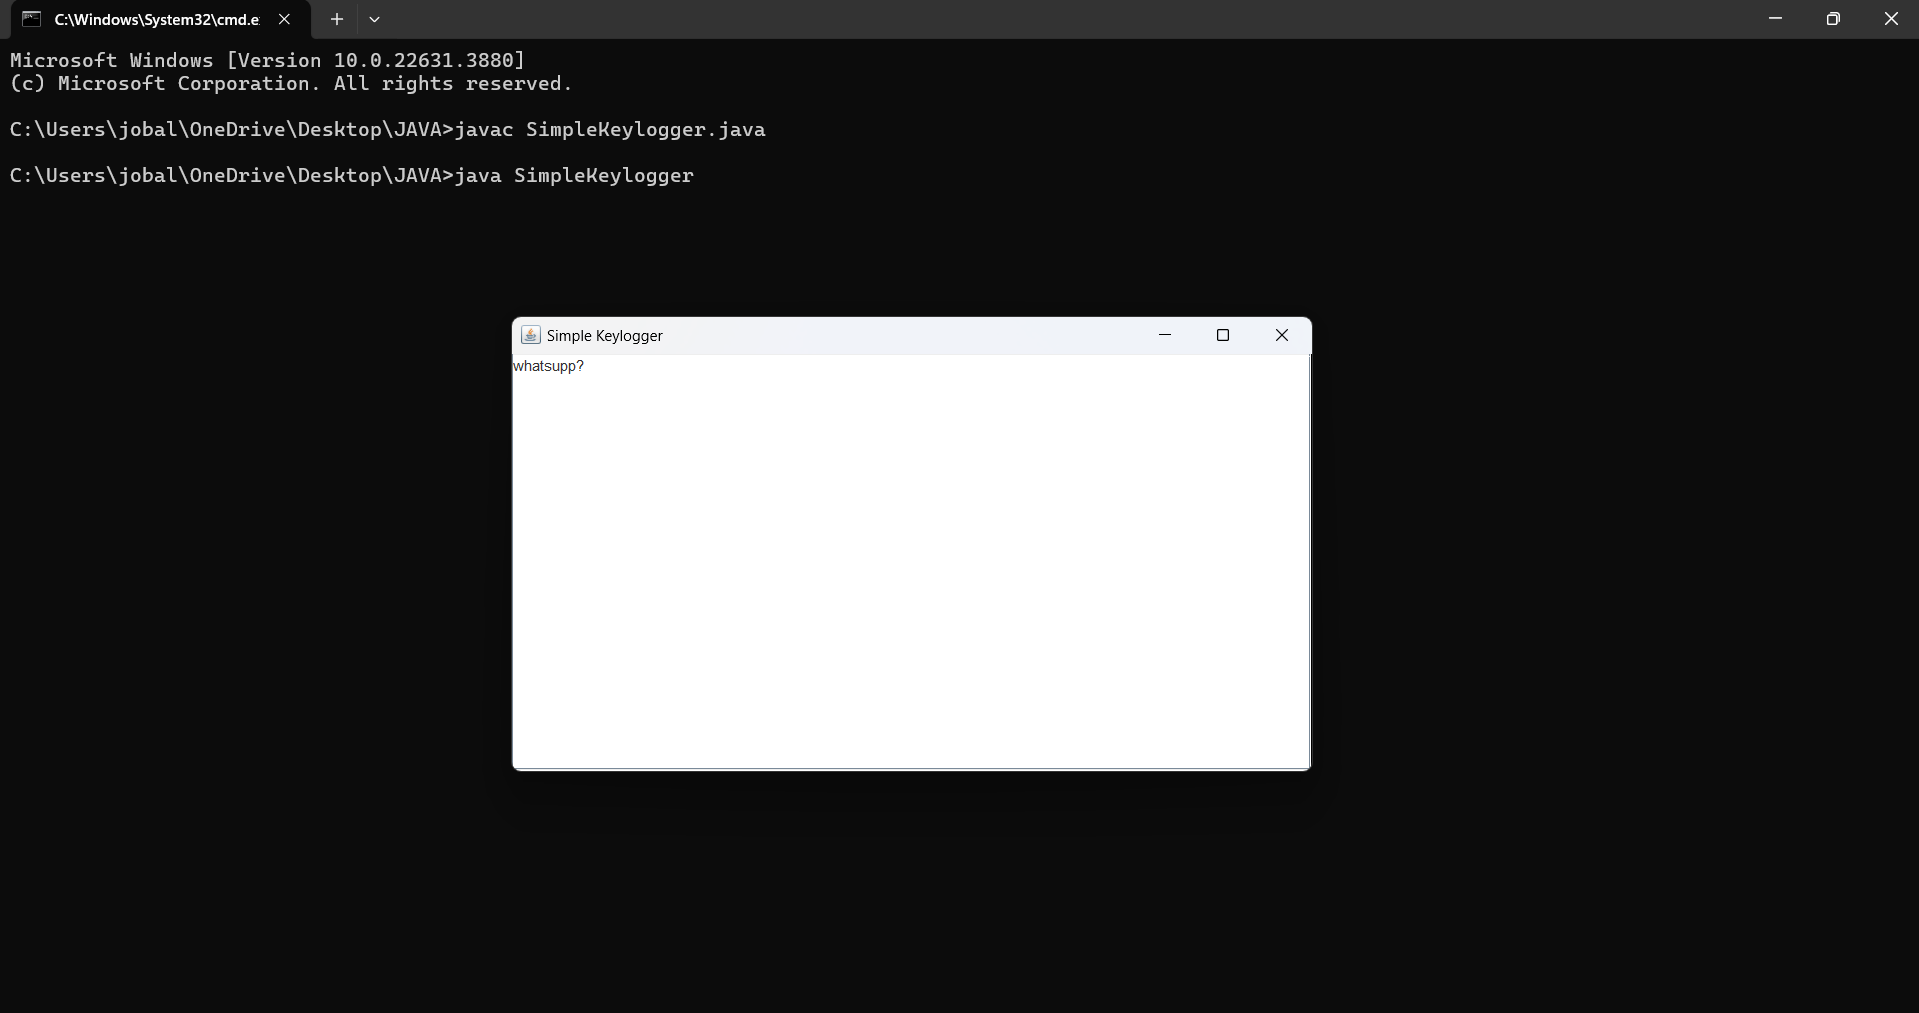 C:\Windows\System32\cmd.e
Microsoft Windows [Version 10.0.22631.3880]
(c) Microsoft Corporation. All rights reserved.
C:\Users\jobal\OneDrive\Desktop\JAVA>javac SimpleKeylogger.java
C:\Users\jobal\OneDrive\Desktop\JAVA>java SimpleKeylogger
Simple Keylogger
whatsupp?